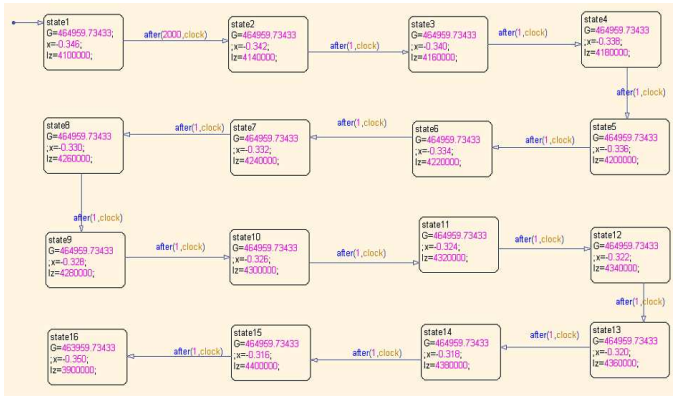 state1
G=464959.73433;
x=-0.346;
Iz=4100000;
after(2000,clock)
state2
G=464959.73433
;x=-0.342;
Iz=4140000;
after(1,clock)
state3
G=464959.73433
;x=-0.340;
Iz=4160000;
after(1,clock)
state4
G=464959.73433
;x=-0.338;
Iz=4180000;
after(1,clock)
state5
G=464959.73433
;x=-0.336;
Iz=4200000;
after(1,clock)
state6
G=464959.73433
;x=-0.334;
Iz=4220000;
after(1,clock)
state7
G=464959.73433
;x=-0.332;
Iz=4240000;
after(1,clock)
state8
G=464959.73433
;x=-0.330;
Iz=4260000;
after(1,clock)
state9
G=464959.73433
;x=-0.328;
Iz=4280000;
after(1,clock)
state10
G=464959.73433
;x=-0.326;
Iz=4300000;
after(1,clock)
state11
G=464959.73433
;x=-0.324;
Iz=4320000;
after(1,clock)
state12
G=464959.73433
;x=-0.322;
Iz=4340000;
after(1,clock)
state13
G=464959.73433
;x=-0.320;
Iz=4360000;
after(1,clock)
state14
G=464959.73433
;x=-0.318;
Iz=4380000;
after(1,clock)
state15
G=464959.73433
;x=-0.316;
Iz=4400000;
after(1,clock)
state16
G=463959.73433
;x=-0.350;
Iz=3900000;